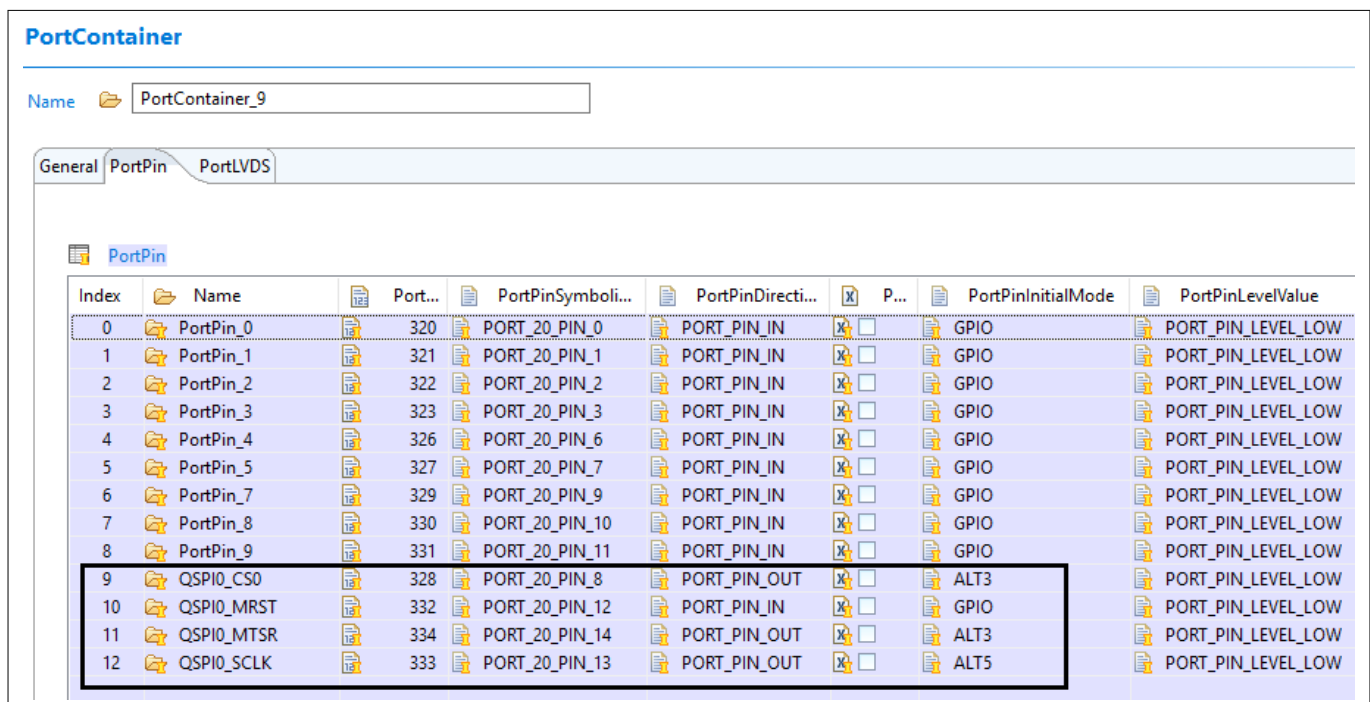 PortContainer
Name PortContainer_9
General PortPin PortLVDS
PortPin
Index Name Port... PortPinSymboli... PortPinDirecti... P... PortPinInitialMode PortPinLevelValue
0 PortPin_0 320 PORT_20_PIN_0 PORT_PIN_IN GPIO PORT_PIN_LEVEL_LOW
1 PortPin_1 321 PORT_20_PIN_1 PORT_PIN_IN GPIO PORT_PIN_LEVEL_LOW
2 PortPin_2 322 PORT_20_PIN_2 PORT_PIN_IN GPIO PORT_PIN_LEVEL_LOW
3 PortPin_3 323 PORT_20_PIN_3 PORT_PIN_IN GPIO PORT_PIN_LEVEL_LOW
4 PortPin_4 326 PORT_20_PIN_6 PORT_PIN_IN GPIO PORT_PIN_LEVEL_LOW
5 PortPin_5 327 PORT_20_PIN_7 PORT_PIN_IN GPIO PORT_PIN_LEVEL_LOW
6 PortPin_7 329 PORT_20_PIN_9 PORT_PIN_IN GPIO PORT_PIN_LEVEL_LOW
7 PortPin_8 330 PORT_20_PIN_10 PORT_PIN_IN GPIO PORT_PIN_LEVEL_LOW
8 PortPin_9 331 PORT_20_PIN_11 PORT_PIN_IN GPIO PORT_PIN_LEVEL_LOW
9 QSPI0_CS0 328 PORT_20_PIN_8 PORT_PIN_OUT ALT3 PORT_PIN_LEVEL_LOW
10 QSPI0_MRST 332 PORT_20_PIN_12 PORT_PIN_IN GPIO PORT_PIN_LEVEL_LOW
11 QSPI0_MTSR 334 PORT_20_PIN_14 PORT_PIN_OUT ALT3 PORT_PIN_LEVEL_LOW
12 QSPI0_SCLK 333 PORT_20_PIN_13 PORT_PIN_OUT ALT5 PORT_PIN_LEVEL_LOW